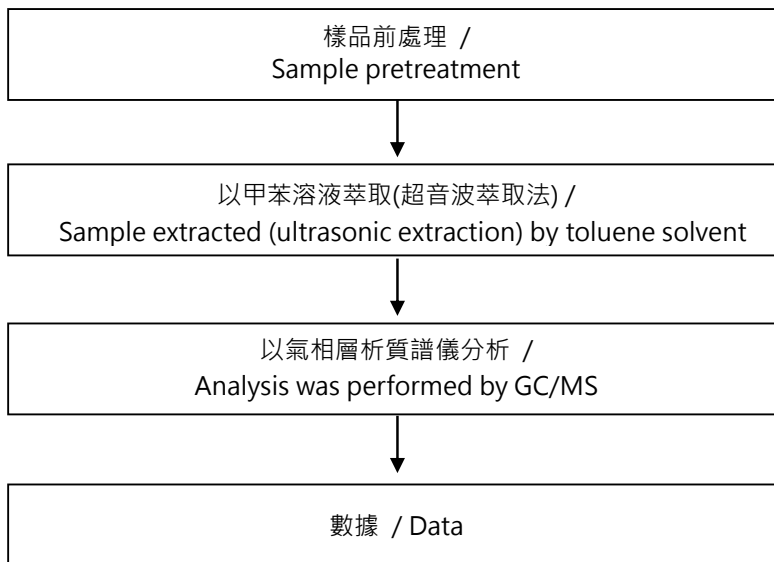 樣品前處理 /
Sample pretreatment
以甲苯溶液萃取(超音波萃取法) /
Sample extracted (ultrasonic extraction) by toluene solvent
以氣相層析質譜儀分析 /
Analysis was performed by GC/MS
數據 / Data